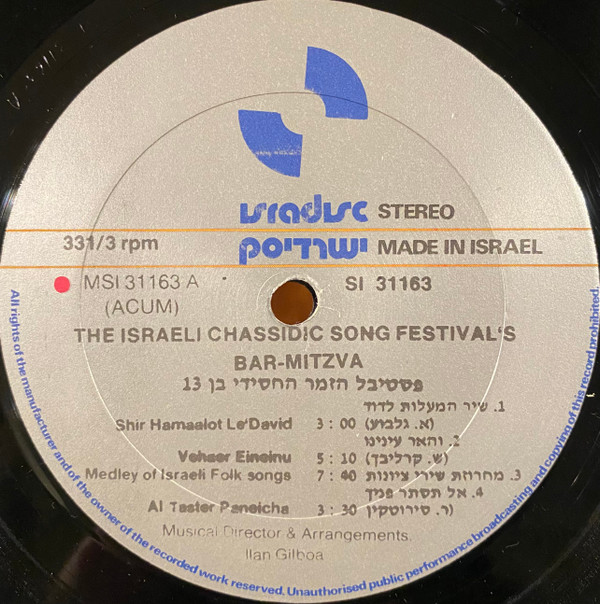 isradisc STEREO
ישרדיסק MADE IN ISRAEL
331/3 rpm
MSI 31163 A
SI 31163
(ACUM)
THE ISRAELI CHASSIDIC SONG FESTIVAL'S
BAR-MITZVA
פסטיבל הזמר החסידי בן 13
1. שיר המעלות לדוד
Shir Hamaalot Le'David 3 : 00 (א. גלבוע)
2. והאר עינינו
Vehaer Eineinu 5 : 10 (ש. קרליבך)
Medley of Israeli Folk songs 7 : 40 3. מחרוזת שירי ציונות
4. אל תסתר פניך
Al Taster Paneicha 3 : 30 (ר. סירוטקין)
Musical Director & Arrangements.
Ilan Gilboa
All rights of the manufacturer and of the owner of the recorded work reserved. Unauthorised public performance broadcasting and copying of this record prohibited.